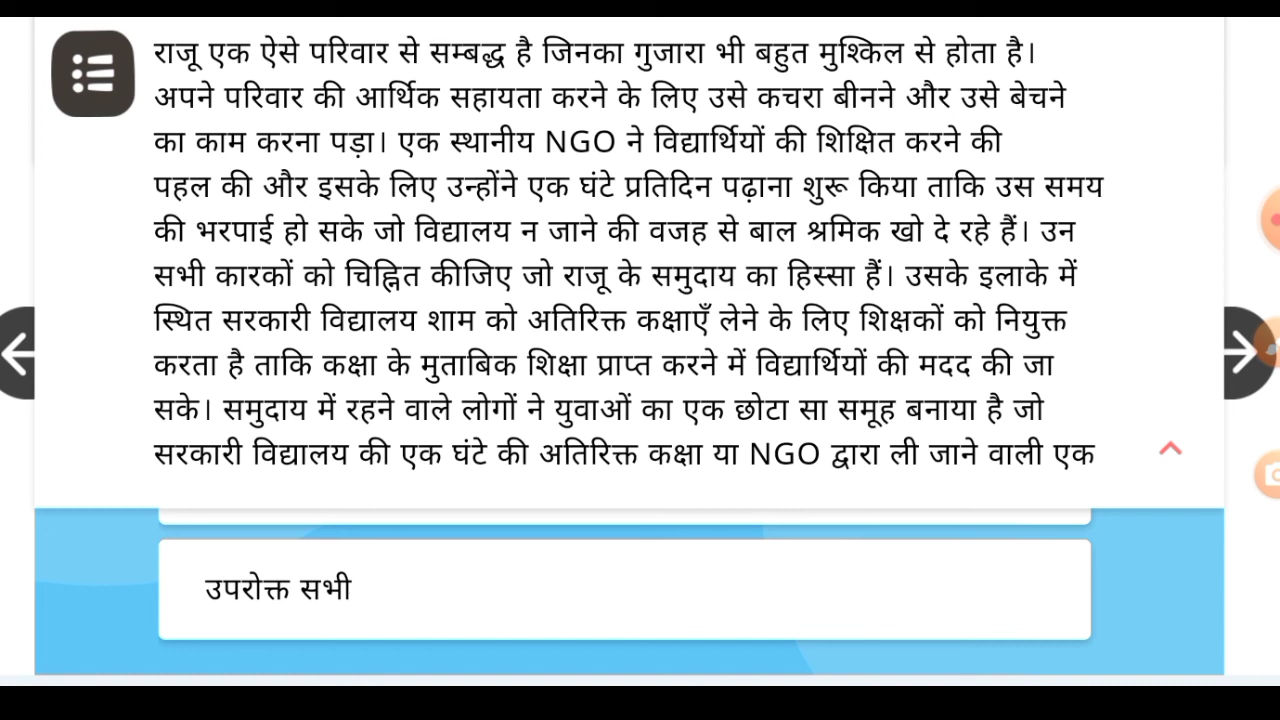 राजू एक ऐसे परिवार से सम्बद्ध है जिनका गुजारा भी बहुत मुश्किल से होता है।
अपने परिवार की आर्थिक सहायता करने के लिए उसे कचरा बीनने और उसे बेचने
का काम करना पड़ा। एक स्थानीय NGO ने विद्यार्थियों की शिक्षित करने की
पहल की और इसके लिए उन्होंने एक घंटे प्रतिदिन पढ़ाना शुरू किया ताकि उस समय
की भरपाई हो सके जो विद्यालय न जाने की वजह से बाल श्रमिक खो दे रहे हैं। उन
सभी कारकों को चिह्नित कीजिए जो राजू के समुदाय का हिस्सा हैं। उसके इलाके में
स्थित सरकारी विद्यालय शाम को अतिरिक्त कक्षाएँ लेने के लिए शिक्षकों को नियुक्त
करता है ताकि कक्षा के मुताबिक शिक्षा प्राप्त करने में विद्यार्थियों की मदद की जा
सके। समुदाय में रहने वाले लोगों ने युवाओं का एक छोटा सा समूह बनाया है जो
सरकारी विद्यालय की एक घंटे की अतिरिक्त कक्षा या NGO द्वारा ली जाने वाली एक
उपरोक्त सभी